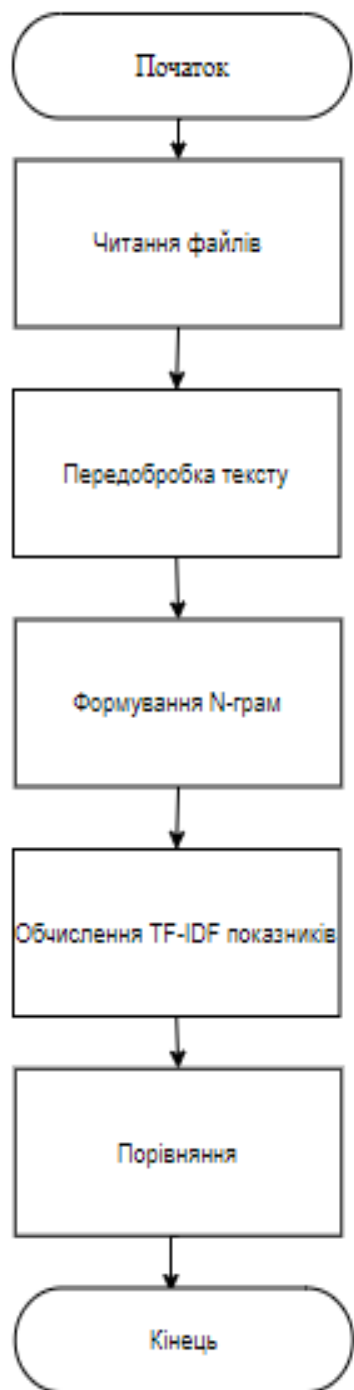 Початок
Читання файлів
Передобробка тексту
Формування N-грам
Обчислення TF-IDF показників
Порівняння
Кінець